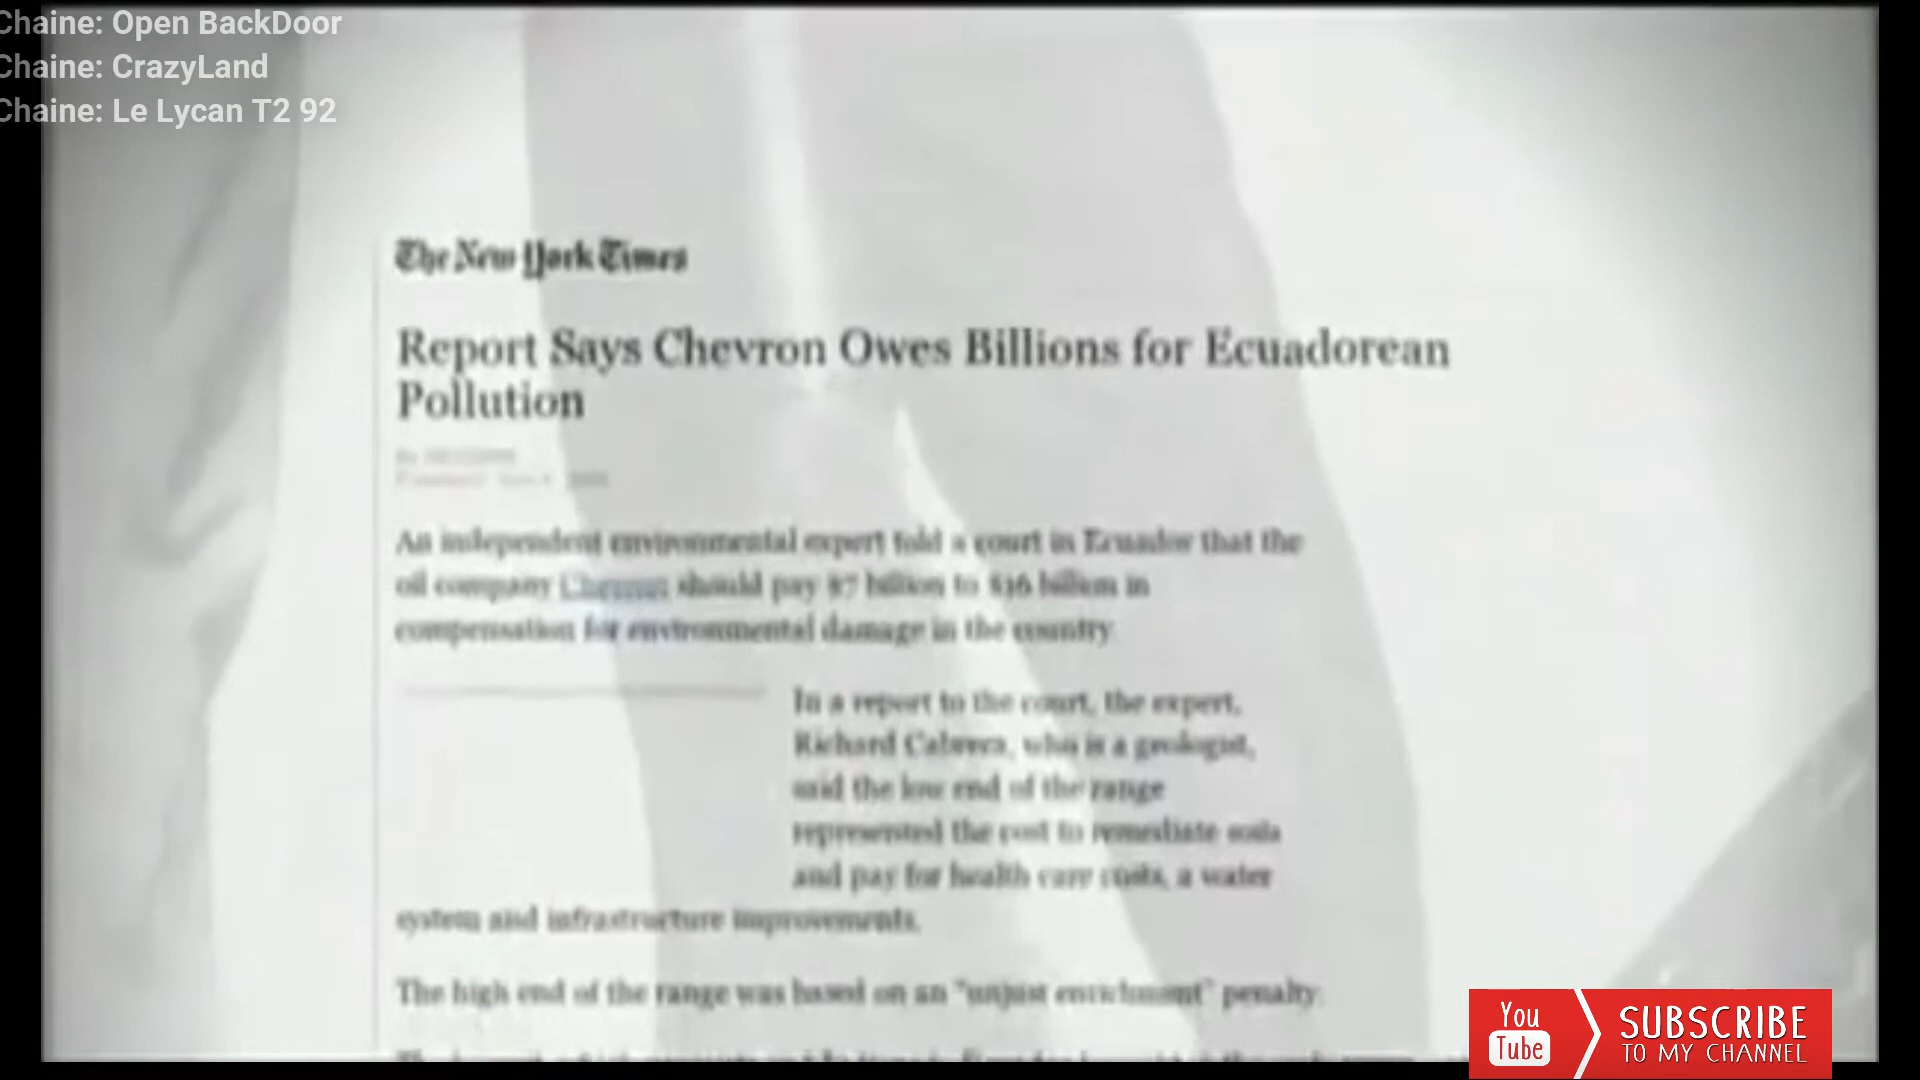 Chaine: Open BackDoor
Chaine: CrazyLand
Chaine: Le Lycan T2 92
The New York Times
Report Says Chevron Owes Billions for Ecuadorean
Pollution
An independent environmental expert told a court in Ecuador that the
oil company Chevron should pay $7 billion to $16 billion in
compensation for environmental damage in the country
In a report to the court, the expert,
Richard Cabrera, who is a geologist,
said the low end of the range
represented the cost to remediate soils
and pay for health care costs, a water
system and infrastructure improvements.
The high end of the range was based on an "unjust enrichment" penalty.
You
Tube
SUBSCRIBE
TO MY CHANNEL